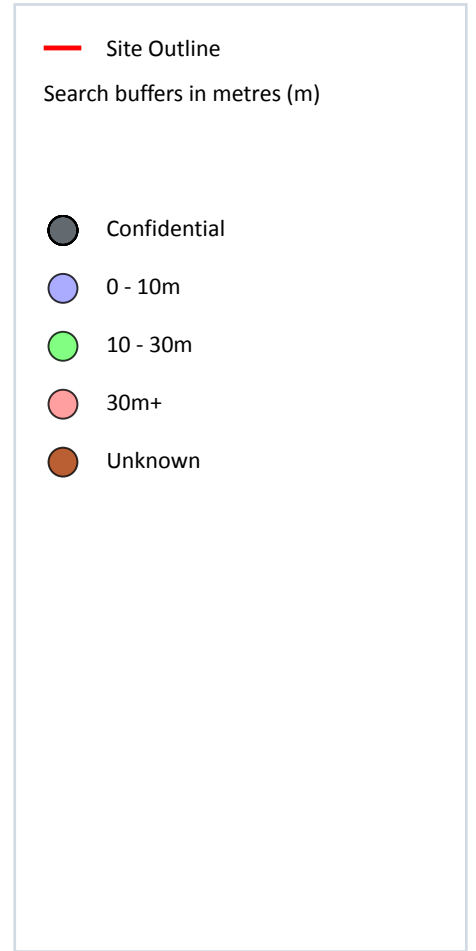 Site Outline
Search buffers in metres (m)
Confidential
0 - 10m
10 - 30m
30m+
Unknown